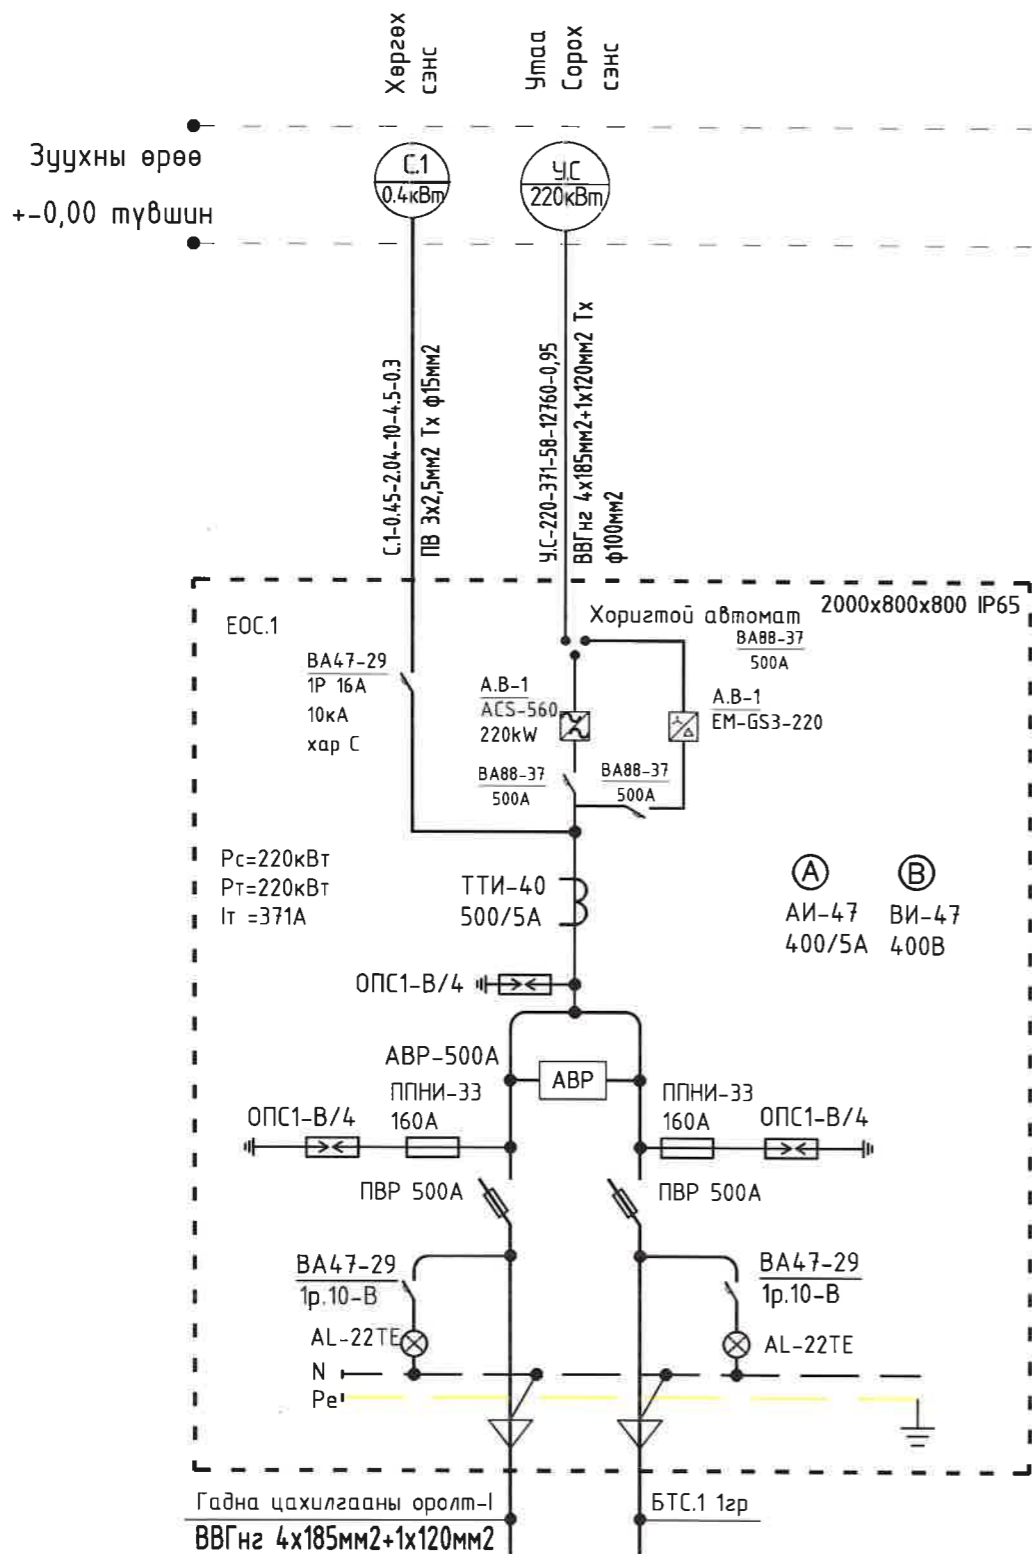 Хөргөх
сэнс
Утаа
Сорох
сэнс
Зуухны өрөө
+-0,00 түвшин
С.1
0.4кВт
У.С
220кВт
С.1-0.45-2.04-10-4.5-0.3
ПВ 3х2,5мм2 Тх ф15мм2
У.С-220-371-58-12760-0,95
ВВГнг 4х185мм2+1х120мм2 Тх
ф100мм2
ЕОС.1
2000х800х800 IP65
Хоригтой автомат
ВА88-37
500А
ВА47-29
1Р 16А
10кА
хар С
А.В-1
ACS-560
220kW
А.В-1
EM-GS3-220
ВА88-37
500А
ВА88-37
500А
Рс=220кВт
Рт=220кВт
Iт =371А
ТТИ-40
500/5А
А
АИ-47
400/5А
В
ВИ-47
400В
ОПС1-В/4
АВР-500А
АВР
ППНИ-33
160А
ОПС1-В/4
ППНИ-33
160А
ОПС1-В/4
ПВР 500А
ПВР 500А
ВА47-29
1р.10-В
ВА47-29
1р.10-В
AL-22TE
AL-22TE
N
Pe
Гадна цахилгааны оролт-I
ВВГнг 4х185мм2+1х120мм2
БТС.1 1гр